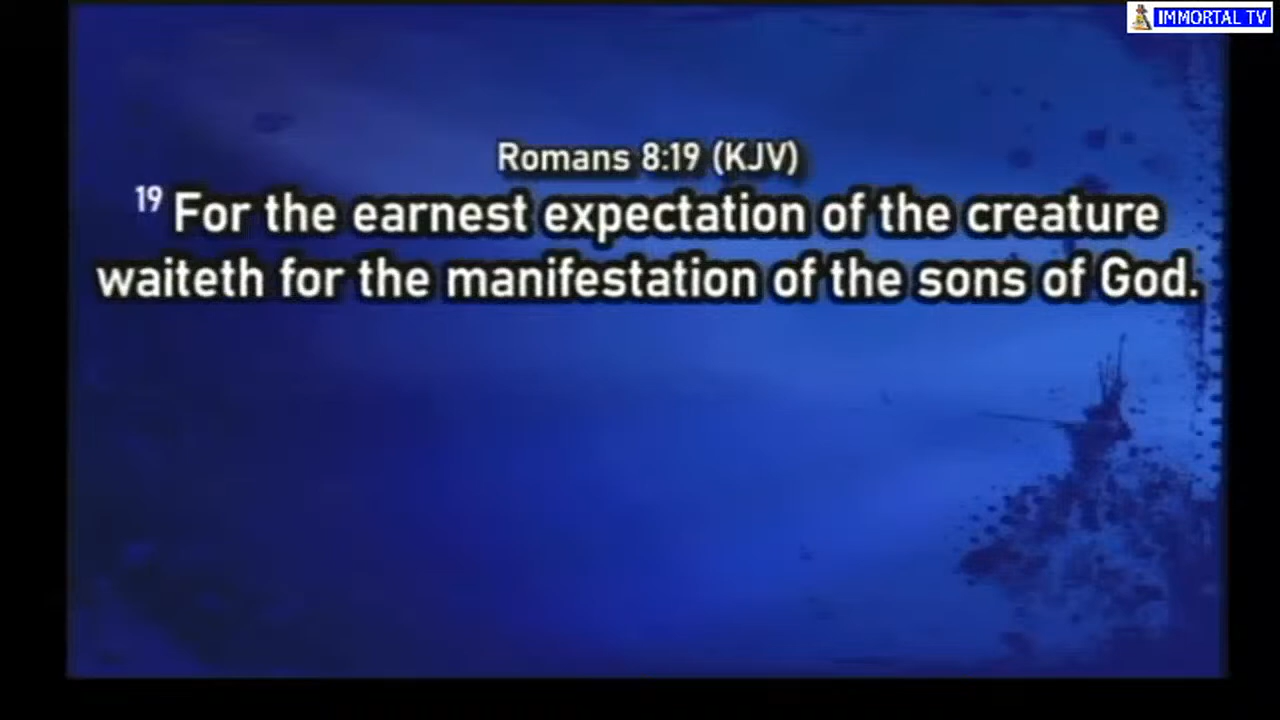 IMMORTAL TV
Romans 8:19 (KJV)
19 For the earnest expectation of the creature
waiteth for the manifestation of the sons of God.